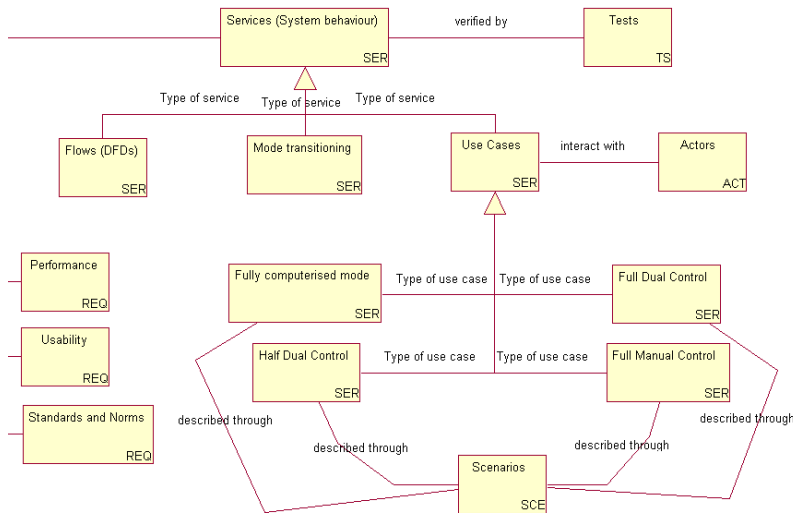 Services (System behaviour)
SER
verified by
Tests
TS
Type of service
Type of service
Type of service
Flows (DFDs)
SER
Mode transitioning
SER
Use Cases
SER
interact with
Actors
ACT
Performance
REQ
Fully computerised mode
SER
Type of use case
Type of use case
Full Dual Control
SER
Usability
REQ
Half Dual Control
SER
Type of use case
Type of use case
Full Manual Control
SER
Standards and Norms
REQ
described through
described through
described through
described through
Scenarios
SCE